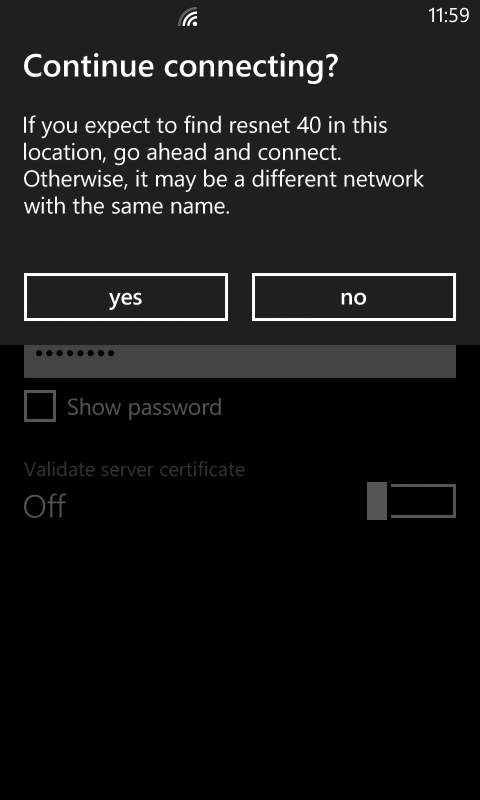 11:59
Continue connecting?
If you expect to find resnet 40 in this
location, go ahead and connect.
Otherwise, it may be a different network
with the same name.
yes no
••••••••
Show password
Validate server certificate
Off